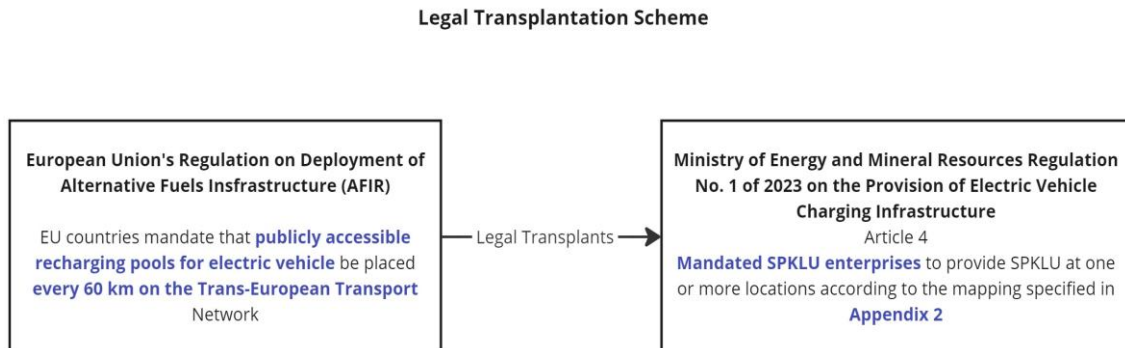 Legal Transplantation Scheme
European Union's Regulation on Deployment of
Alternative Fuels Insfrastructure (AFIR)
EU countries mandate that publicly accessible
recharging pools for electric vehicle be placed
every 60 km on the Trans-European Transport
Network
Legal Transplants
Ministry of Energy and Mineral Resources Regulation
No. 1 of 2023 on the Provision of Electric Vehicle
Charging Infrastructure
Article 4
Mandated SPKLU enterprises to provide SPKLU at one
or more locations according to the mapping specified in
Appendix 2